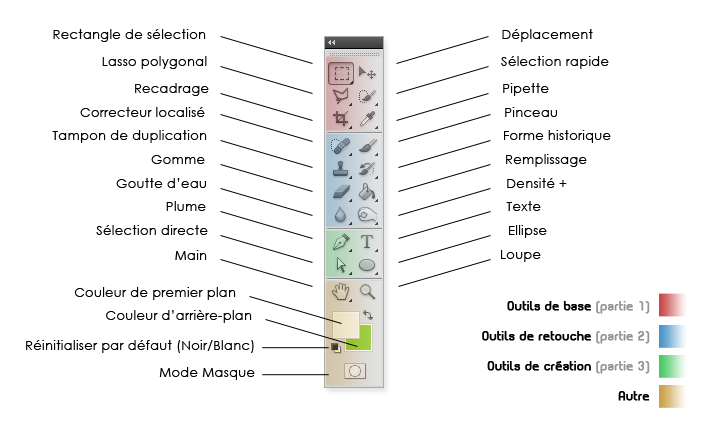 Rectangle de sélection
Lasso polygonal
Recadrage
Correcteur localisé
Tampon de duplication
Gomme
Goutte d'eau
Plume
Sélection directe
Main
Couleur de premier plan
Couleur d'arrière-plan
Réinitialiser par défaut (Noir/Blanc)
Mode Masque
Déplacement
Sélection rapide
Pipette
Pinceau
Forme historique
Remplissage
Densité +
Texte
Ellipse
Loupe
Outils de base (partie 1)
Outils de retouche (partie 2)
Outils de création (partie 3)
Autre